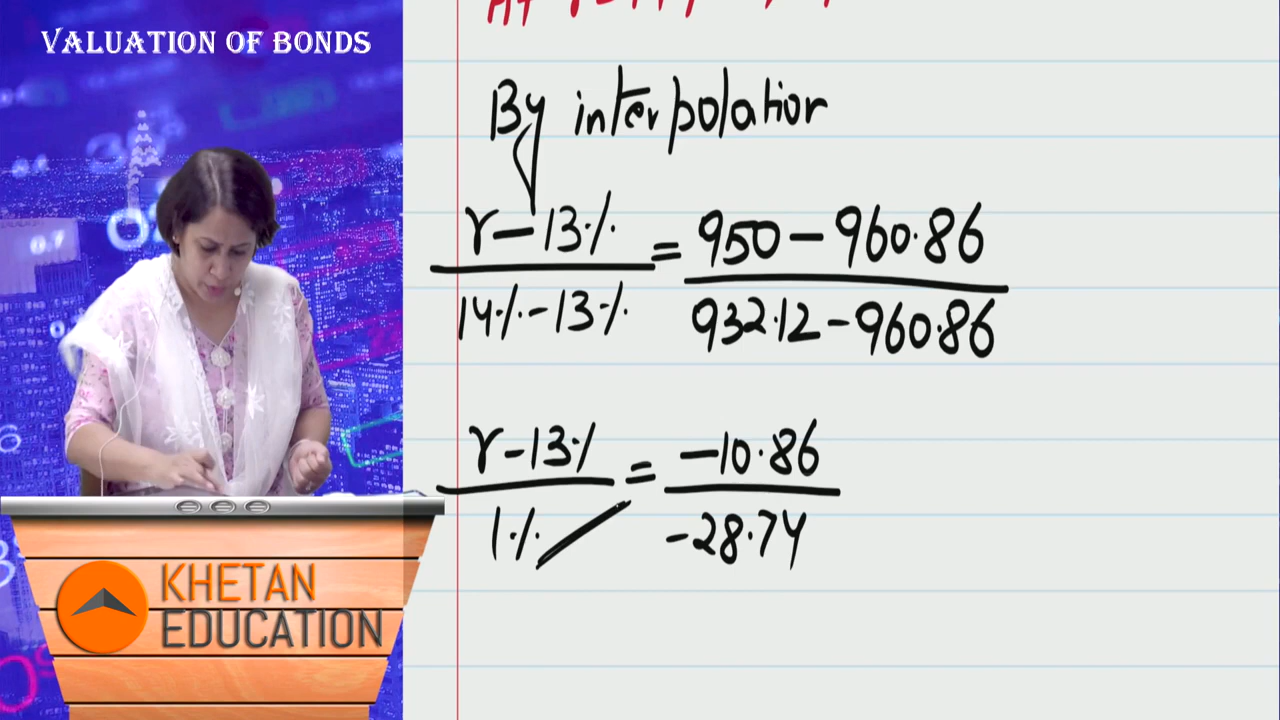 VALUATION OF BONDS
By interpolation
r-13% = 950-960.86
14%-13% 932.12-960.86
r-13% = -10.86
1% -28.74
KHETAN
EDUCATION